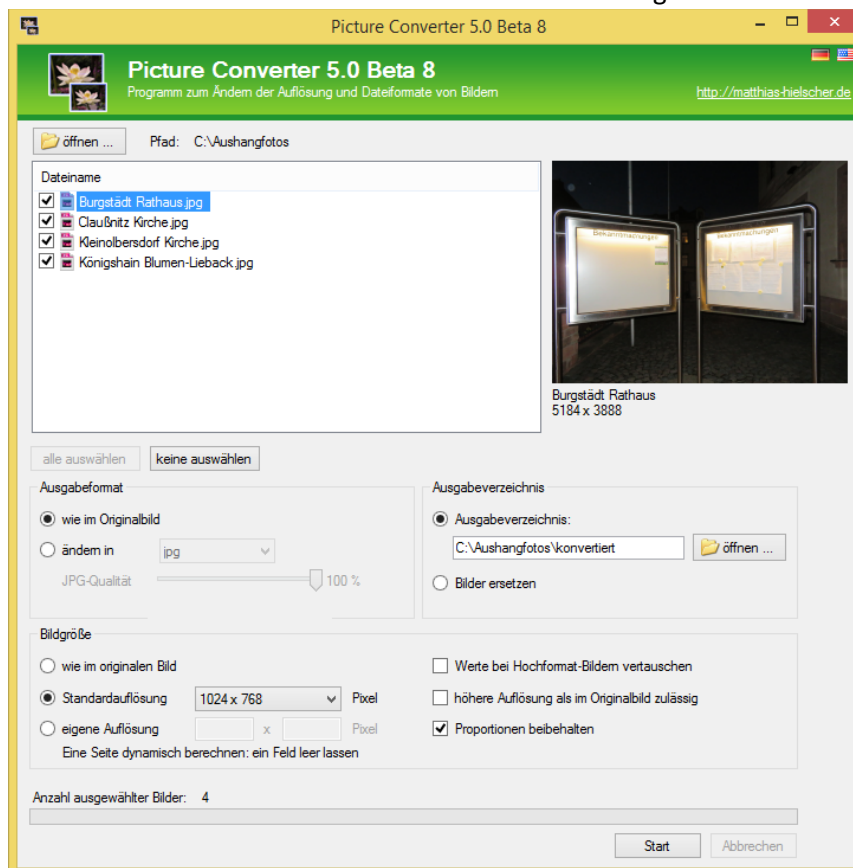 Picture Converter 5.0 Beta 8
Picture Converter 5.0 Beta 8
Programm zum Ändern der Auflösung und Dateiformate von Bildern
http://matthias-hielscher.de
öffnen ...
Pfad: C:\Aushangfotos
Dateiname
Burgstädt Rathaus.jpg
Claußnitz Kirche.jpg
Kleinolbersdorf Kirche.jpg
Königshain Blumen-Lieback.jpg
Bekanntmachungen
Bekanntmachungen
Burgstädt Rathaus
5184 x 3888
alle auswählen
keine auswählen
Ausgabeformat
wie im Originalbild
ändern in
jpg
JPG-Qualität
100 %
Ausgabeverzeichnis
Ausgabeverzeichnis:
C:\Aushangfotos\konvertiert
öffnen ...
Bilder ersetzen
Bildgröße
wie im originalen Bild
Standardauflösung
1024 x 768
Pixel
eigene Auflösung
x
Pixel
Eine Seite dynamisch berechnen: ein Feld leer lassen
Werte bei Hochformat-Bildern vertauschen
höhere Auflösung als im Originalbild zulässig
Proportionen beibehalten
Anzahl ausgewählter Bilder: 4
Start
Abbrechen